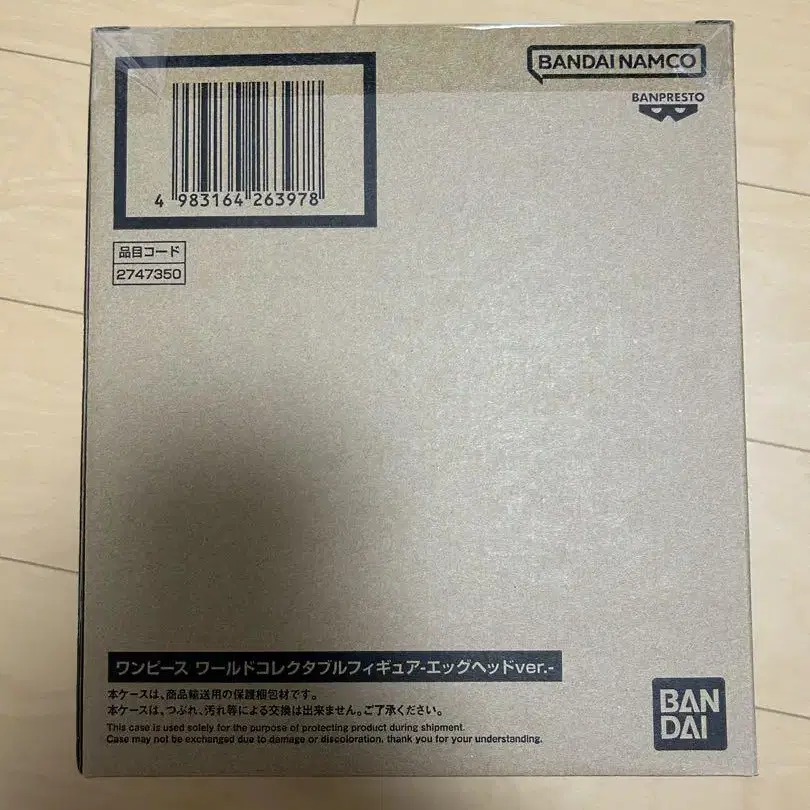 BANDAI NAMCO
BANPRESTO
4 983164 263978
品目コード
2747350
ワンピース ワールドコレクタブルフィギュア-エッグヘッドver.-
本ケースは、商品輸送用の保護梱包材です。
本ケースは、つぶれ、汚れ等による交換は出来ません。ご了承ください。
This case is used solely for the purpose of protecting product during shipment.
Case may not be exchanged due to damage or discoloration. thank you for your understanding.
BAN
DAI